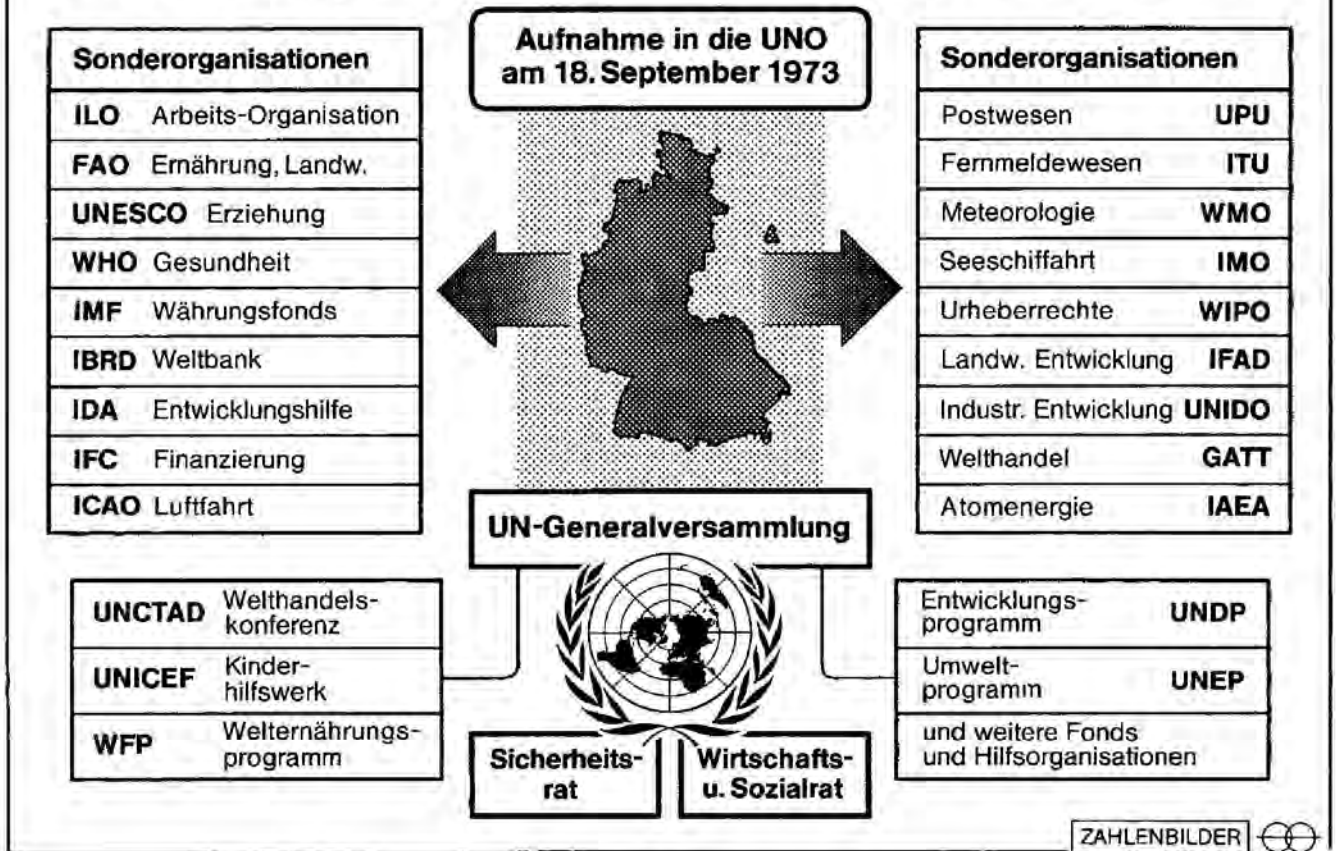 Aufnahme in die UNO
am 18. September 1973
Sonderorganisationen
ILO Arbeits-Organisation
FAO Ernährung, Landw.
UNESCO Erziehung
WHO Gesundheit
IMF Währungsfonds
IBRD Weltbank
IDA Entwicklungshilfe
IFC Finanzierung
ICAO Luftfahrt
Sonderorganisationen
Postwesen UPU
Fernmeldewesen ITU
Meteorologie WMO
Seeschiffahrt IMO
Urheberrechte WIPO
Landw. Entwicklung IFAD
Industr. Entwicklung UNIDO
Welthandel GATT
Atomenergie IAEA
UN-Generalversammlung
UNCTAD Welthandels-
konferenz
UNICEF Kinder-
hilfswerk
WFP Welternährungs-
programm
Entwicklungs-
programm UNDP
Umwelt-
programm UNEP
und weitere Fonds
und Hilfsorganisationen
Sicherheits-
rat
Wirtschafts-
u. Sozialrat
ZAHLENBILDER